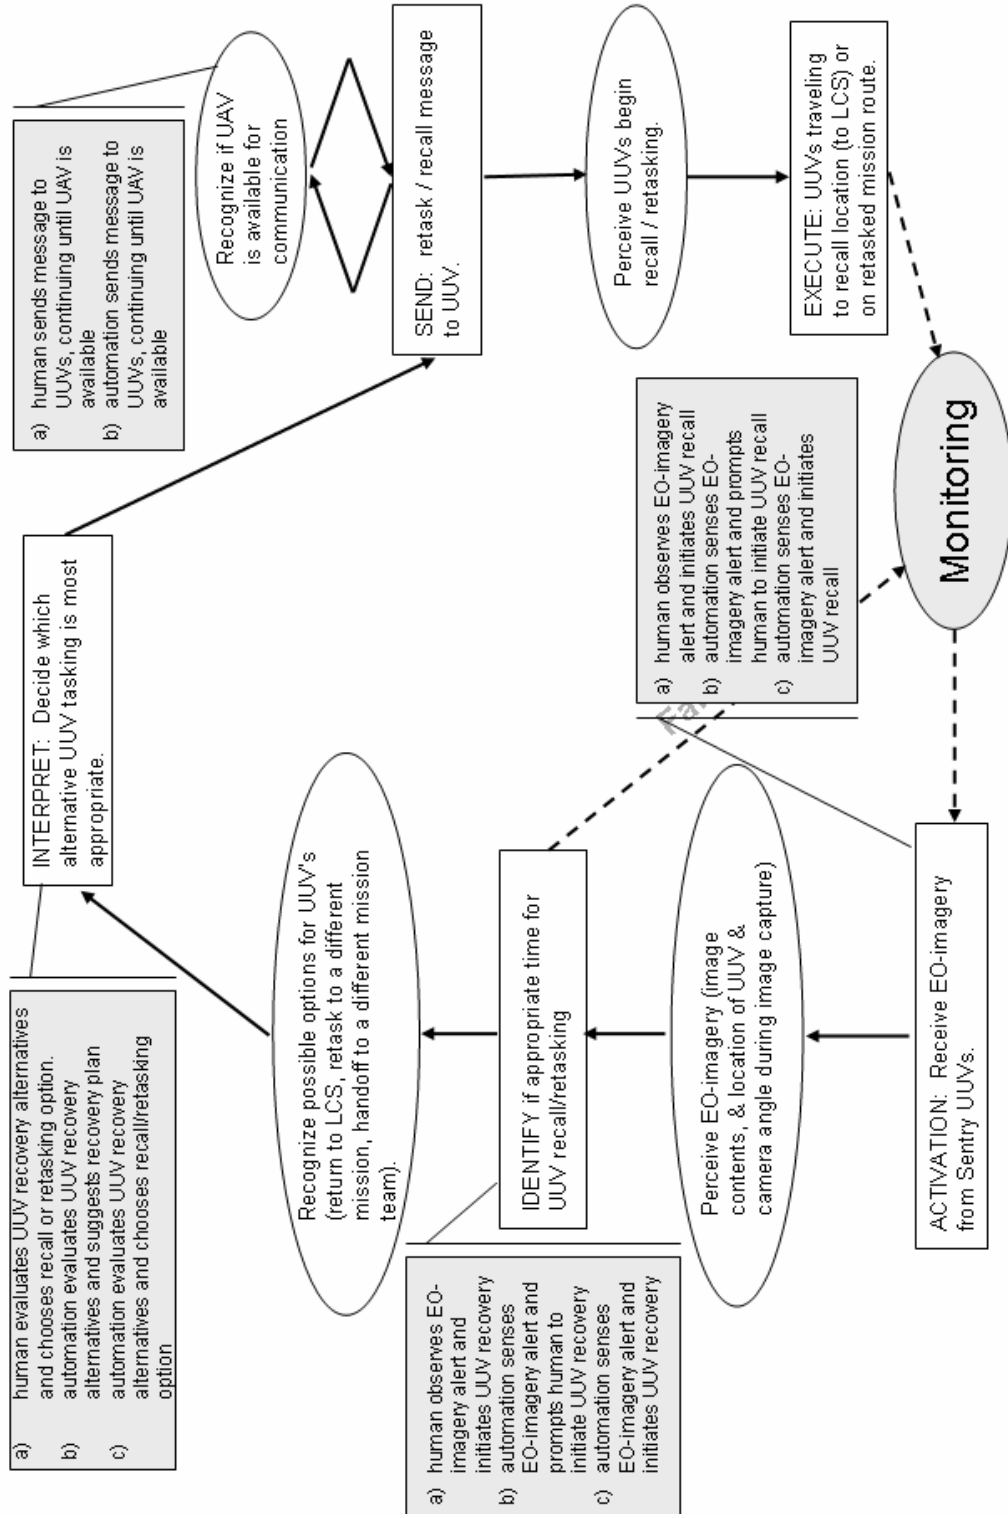 a) human evaluates UUV recovery alternatives
and chooses recall or retasking option.
b) automation evaluates UUV recovery
alternatives and suggests recovery plan
c) automation evaluates UUV recovery
alternatives and chooses recall/retasking
option
INTERPRET: Decide which
alternative UUV tasking is most
appropriate.
a) human sends message to
UUVs, continuing until UAV is
available
b) automation sends message to
UUVs, continuing until UAV is
available
Recognize if UAV
is available for
communication
Recognize possible options for UUV's
(return to LCS, retask to a different
mission, handoff to a different mission
team).
SEND: retask / recall message
to UUV.
a) human observes EO-
imagery alert and
initiates UUV recovery
b) automation senses
EO-imagery alert and
prompts human to
initiate UUV recovery
c) automation senses
EO-imagery alert and
initiates UUV recovery
IDENTIFY if appropriate time for
UUV recall/retasking
Perceive UUVs begin
recall / retasking.
Perceive EO-imagery (image
contents, & location of UUV &
camera angle during image capture)
a) human observes EO-imagery
alert and initiates UUV recall
b) automation senses EO-
imagery alert and prompts
human to initiate UUV recall
c) automation senses EO-
imagery alert and initiates
UUV recall
EXECUTE: UUVs traveling
to recall location (to LCS) or
on retasked mission route.
ACTIVATION: Receive EO-imagery
from Sentry UUVs.
Monitoring